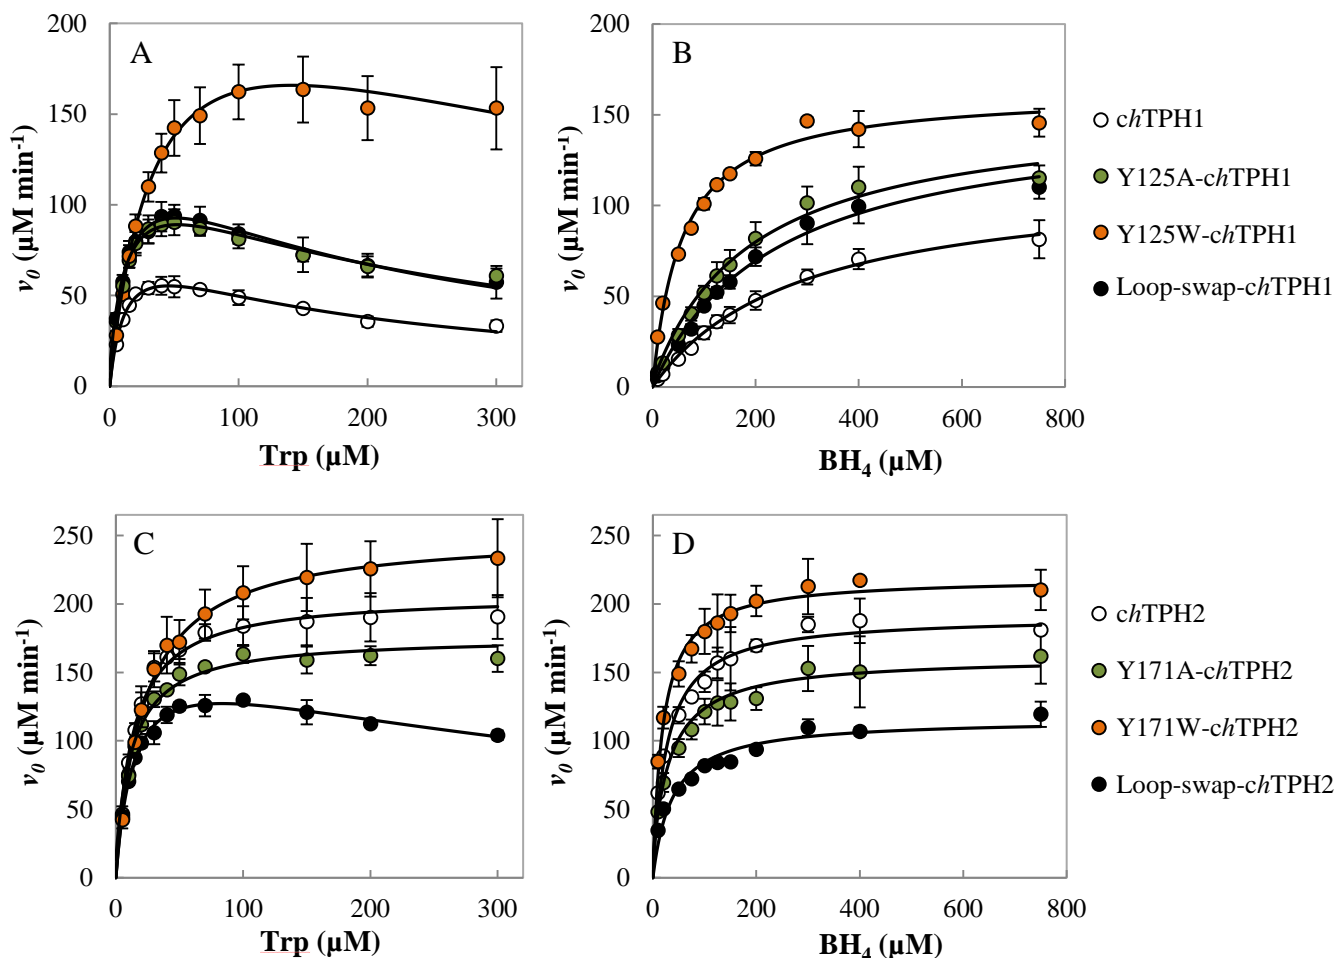 A
200
150
100
50
0
v₀ (µM min⁻¹)
0 100 200 300
Trp (µM)
B
200
150
100
50
0
v₀ (µM min⁻¹)
0 200 400 600 800
BH₄ (µM)
chTPH1
Y125A-chTPH1
Y125W-chTPH1
Loop-swap-chTPH1
C
250
200
150
100
50
0
v₀ (µM min⁻¹)
0 100 200 300
Trp (µM)
D
250
200
150
100
50
0
v₀ (µM min⁻¹)
0 200 400 600 800
BH₄ (µM)
chTPH2
Y171A-chTPH2
Y171W-chTPH2
Loop-swap-chTPH2